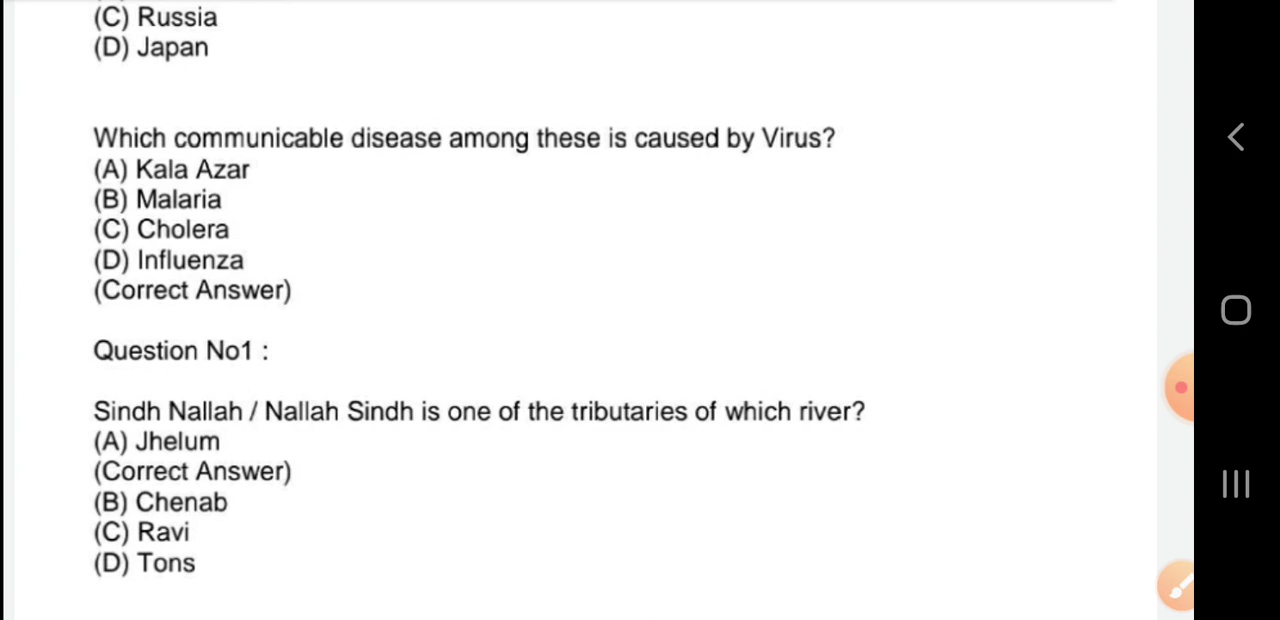 (C) Russia
(D) Japan
Which communicable disease among these is caused by Virus?
(A) Kala Azar
(B) Malaria
(C) Cholera
(D) Influenza
(Correct Answer)
Question No1 :
Sindh Nallah / Nallah Sindh is one of the tributaries of which river?
(A) Jhelum
(Correct Answer)
(B) Chenab
(C) Ravi
(D) Tons